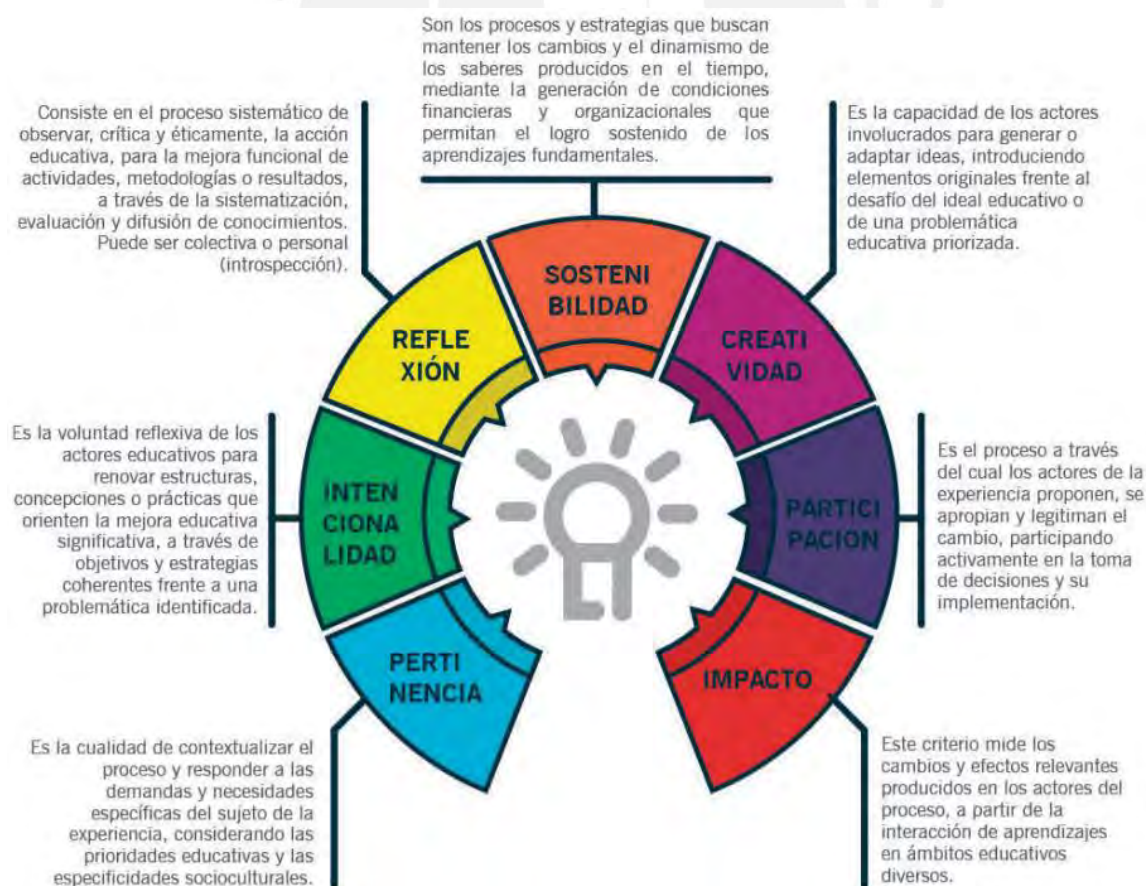 Son los procesos y estrategias que buscan
mantener los cambios y el dinamismo de
los saberes producidos en el tiempo,
mediante la generación de condiciones
financieras y organizacionales que
permitan el logro sostenido de los
aprendizajes fundamentales.
Consiste en el proceso sistemático de
observar, crítica y éticamente, la acción
educativa, para la mejora funcional de
actividades, metodologías o resultados,
a través de la sistematización,
evaluación y difusión de conocimientos.
Puede ser colectiva o personal
(introspección).
Es la capacidad de los actores
involucrados para generar o
adaptar ideas, introduciendo
elementos originales frente al
desafío del ideal educativo o
de una problemática
educativa priorizada.
SOSTENI
BILIDAD
REFLE
XIÓN
CREATI
VIDAD
Es la voluntad reflexiva de los
actores educativos para
renovar estructuras,
concepciones o prácticas que
orienten la mejora educativa
significativa, a través de
objetivos y estrategias
coherentes frente a una
problemática identificada.
INTEN
CIONA
LIDAD
PARTICI
PACION
Es el proceso a través
del cual los actores de la
experiencia proponen, se
apropian y legitiman el
cambio, participando
activamente en la toma
de decisiones y su
implementación.
PERTI
NENCIA
IMPACTO
Es la cualidad de contextualizar el
proceso y responder a las
demandas y necesidades
específicas del sujeto de la
experiencia, considerando las
prioridades educativas y las
especificidades socioculturales.
Este criterio mide los
cambios y efectos relevantes
producidos en los actores del
proceso, a partir de la
interacción de aprendizajes
en ámbitos educativos
diversos.